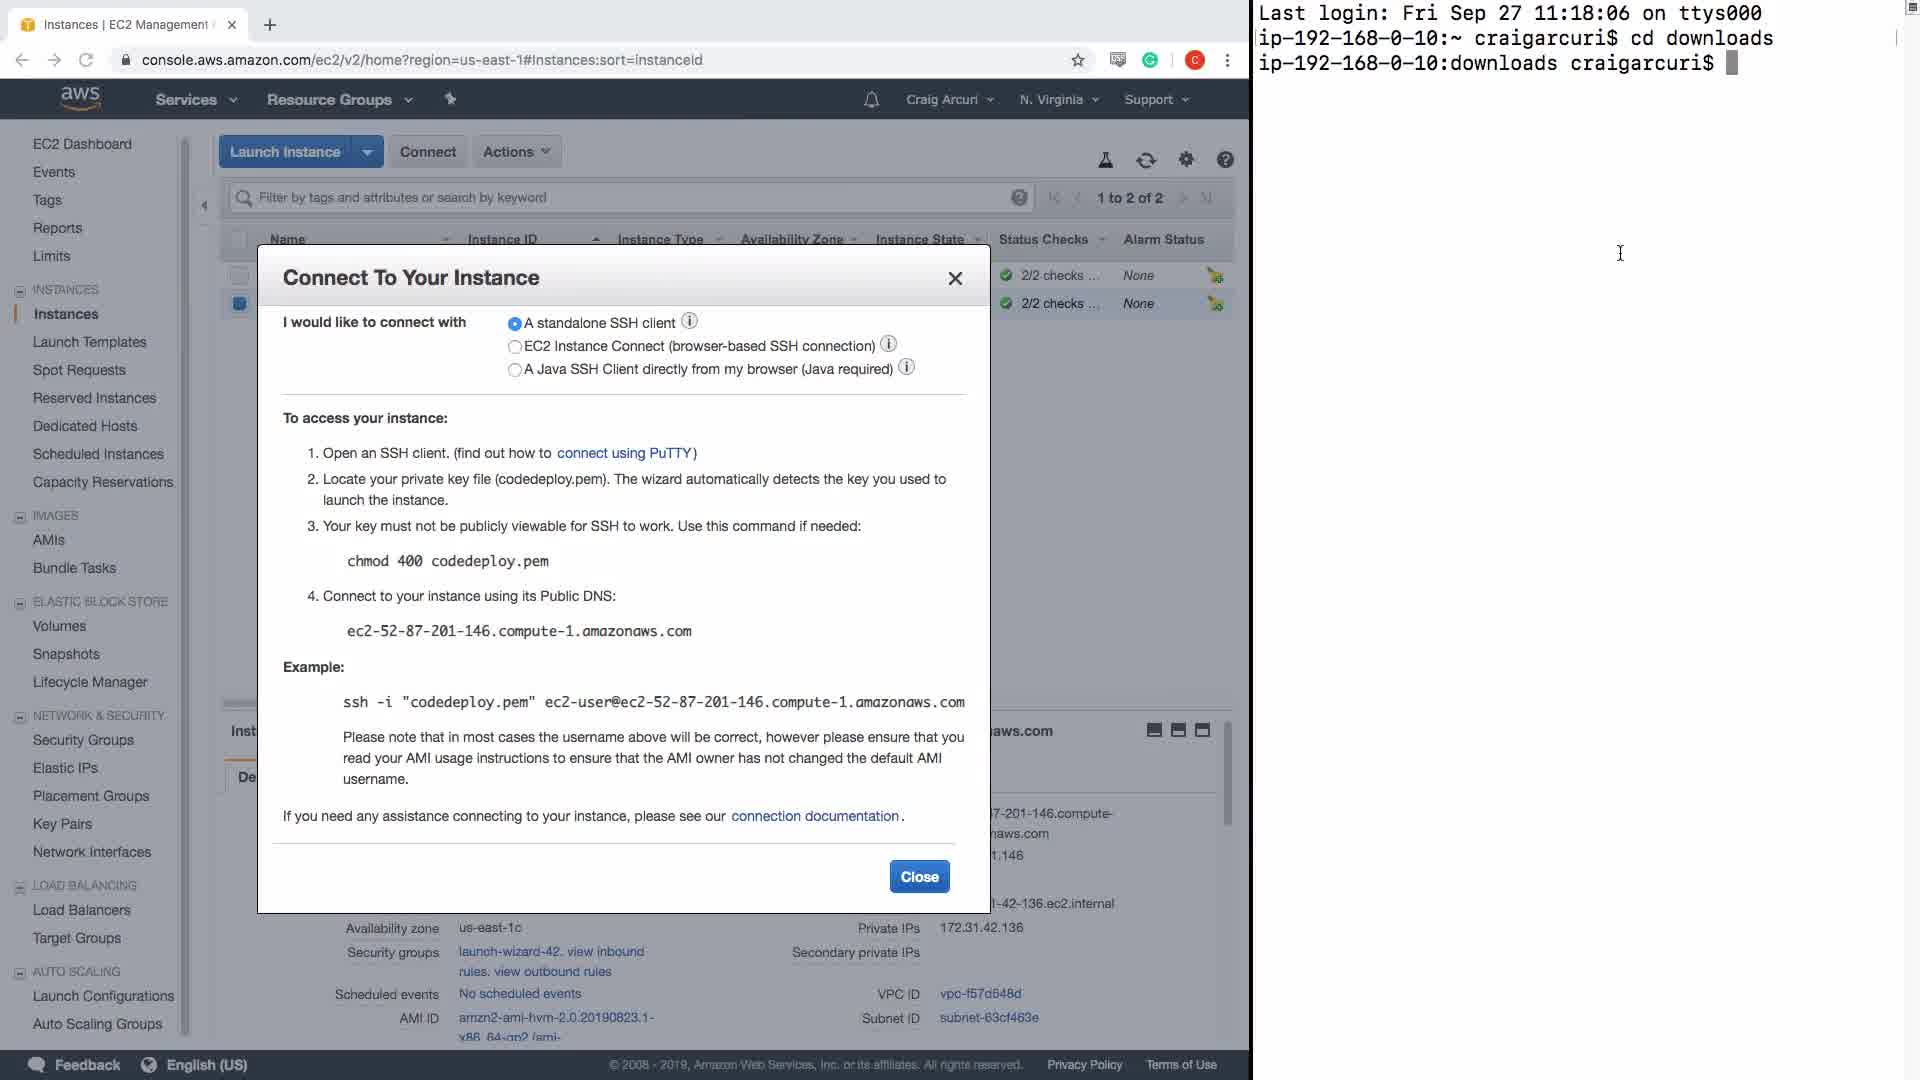 Instances | EC2 Management
console.aws.amazon.com/ec2/v2/home?region=us-east-1#Instances:sort=instanceId
aws
Services
Resource Groups
Craig Arcuri
N. Virginia
Support
EC2 Dashboard
Events
Tags
Reports
Limits
INSTANCES
Instances
Launch Templates
Spot Requests
Reserved Instances
Dedicated Hosts
Scheduled Instances
Capacity Reservations
IMAGES
AMIs
Bundle Tasks
ELASTIC BLOCK STORE
Volumes
Snapshots
Lifecycle Manager
NETWORK & SECURITY
Security Groups
Elastic IPs
Placement Groups
Key Pairs
Network Interfaces
LOAD BALANCING
Load Balancers
Target Groups
AUTO SCALING
Launch Configurations
Auto Scaling Groups
Launch Instance
Connect
Actions
Filter by tags and attributes or search by keyword
1 to 2 of 2
Name Instance ID Instance Type Availability Zone Instance State Status Checks Alarm Status
2/2 checks ... None
2/2 checks ... None
Connect To Your Instance
I would like to connect with
A standalone SSH client
EC2 Instance Connect (browser-based SSH connection)
A Java SSH Client directly from my browser (Java required)
To access your instance:
1. Open an SSH client. (find out how to connect using PuTTY)
2. Locate your private key file (codedeploy.pem). The wizard automatically detects the key you used to
launch the instance.
3. Your key must not be publicly viewable for SSH to work. Use this command if needed:
chmod 400 codedeploy.pem
4. Connect to your instance using its Public DNS:
ec2-52-87-201-146.compute-1.amazonaws.com
Example:
ssh -i "codedeploy.pem" ec2-user@ec2-52-87-201-146.compute-1.amazonaws.com
Please note that in most cases the username above will be correct, however please ensure that you
read your AMI usage instructions to ensure that the AMI owner has not changed the default AMI
username.
If you need any assistance connecting to your instance, please see our connection documentation.
Close
Inst
aws.com
De
7-201-146.compute-
naws.com
1.146
1-42-136.ec2.internal
Availability zone us-east-1c
Private IPs 172.31.42.136
Security groups launch-wizard-42. view inbound
rules. view outbound rules
Secondary private IPs
Scheduled events No scheduled events
VPC ID vpc-f57d648d
AMI ID amzn2-ami-hvm-2.0.20190823.1-
x86_64-gp2 (ami-
Subnet ID subnet-63cf463e
Feedback
English (US)
© 2008 - 2019, Amazon Web Services, Inc. or its affiliates. All rights reserved.
Privacy Policy
Terms of Use
Last login: Fri Sep 27 11:18:06 on ttys000
ip-192-168-0-10:~ craigarcuri$ cd downloads
ip-192-168-0-10:downloads craigarcuri$